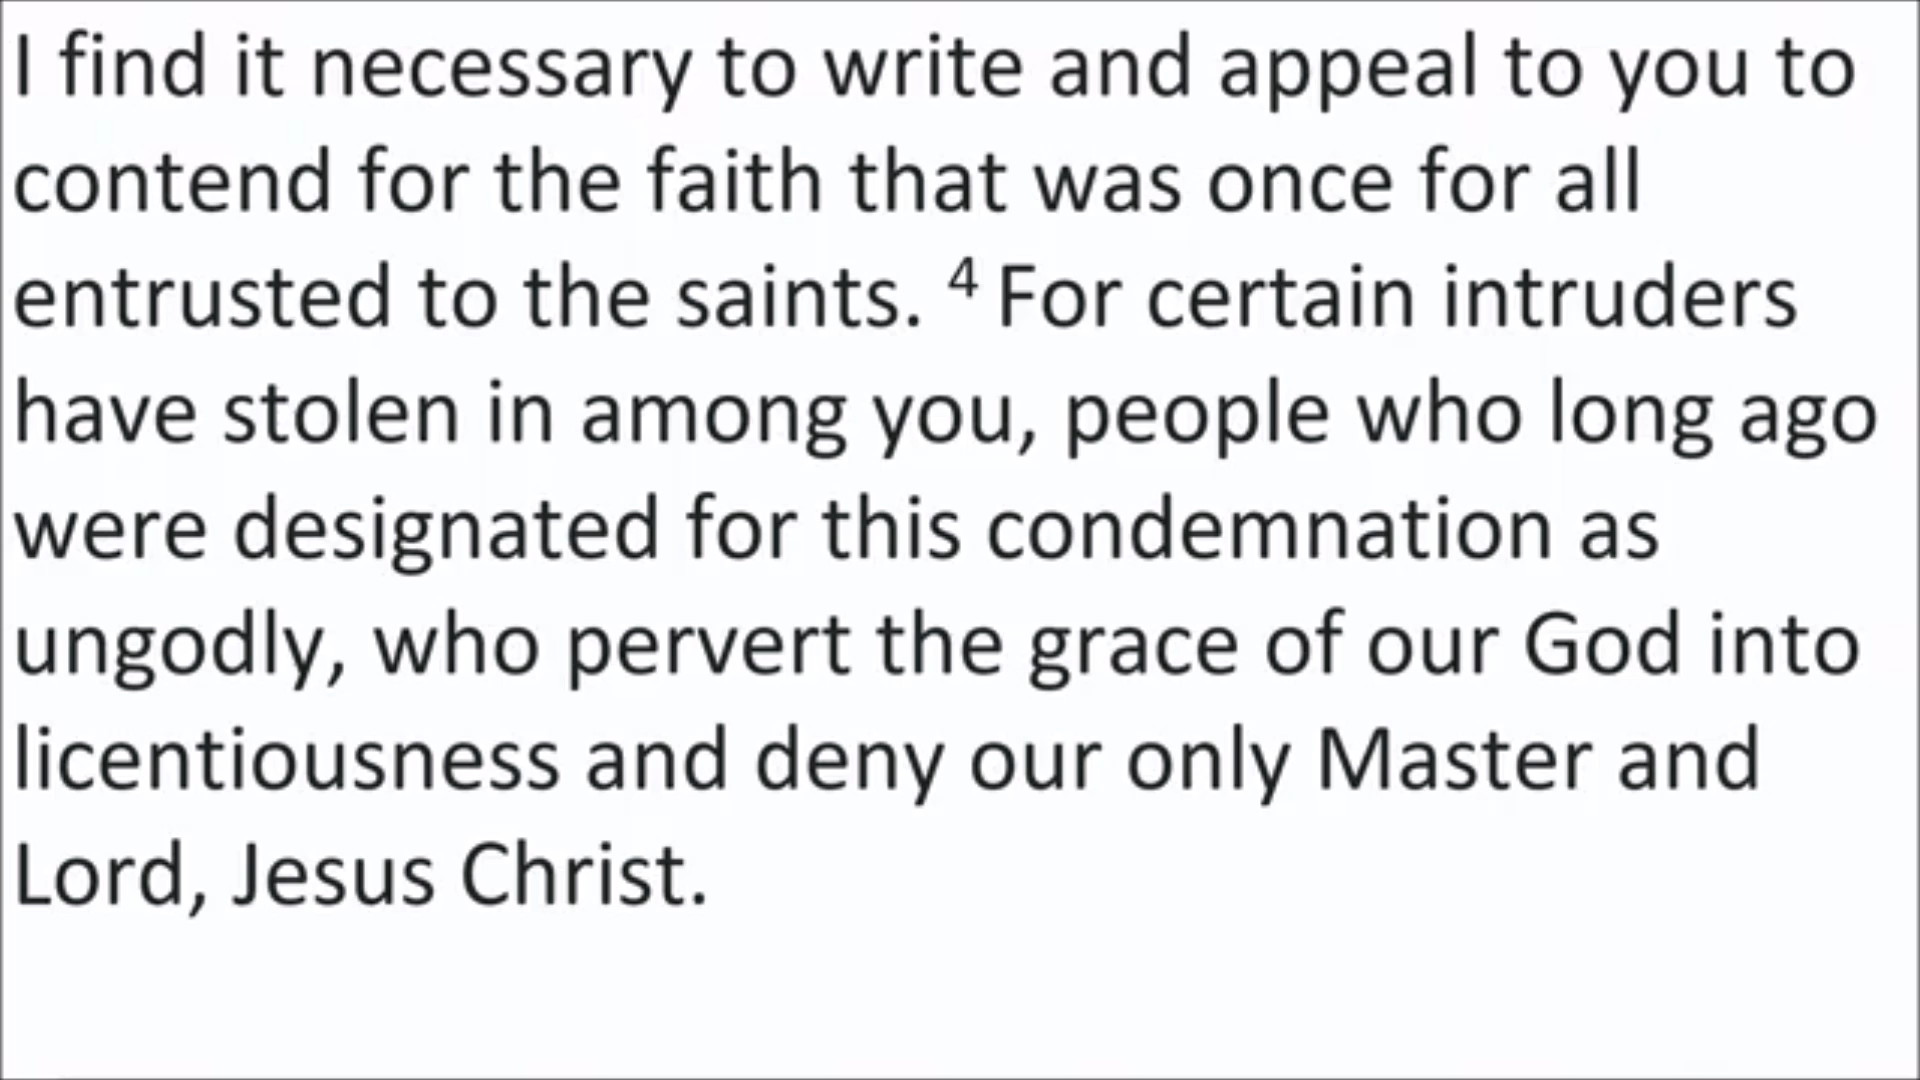 I find it necessary to write and appeal to you to
contend for the faith that was once for all
entrusted to the saints. ⁴ For certain intruders
have stolen in among you, people who long ago
were designated for this condemnation as
ungodly, who pervert the grace of our God into
licentiousness and deny our only Master and
Lord, Jesus Christ.